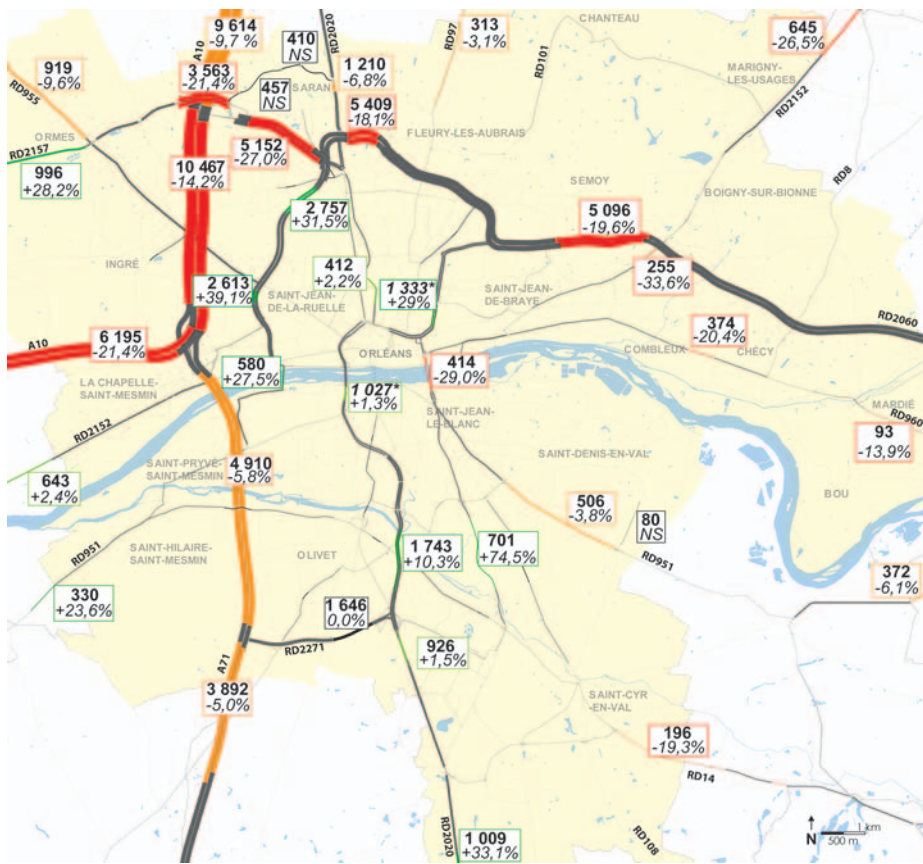 9 614
-9,7 %
A10
410
NS
RD2020
RD97
313
-3,1%
CHANTEAU
RD101
645
-26,5%
919
-9,6%
RD955
3 563
-21,4%
457
NS
SARAN
1 210
-6,8%
MARIGNY-
LES-USAGES
RD2152
5 409
-18,1%
FLEURY-LES-AUBRAIS
ORMES
RD2157
996
+28,2%
5 152
-27,0%
10 467
-14,2%
SEMOY
BOIGNY-SUR-BIONNE
RD8
2 757
+31,5%
5 096
-19,6%
INGRÉ
412
+2,2%
255
-33,6%
2 613
+39,1%
SAINT-JEAN-
DE-LA-RUELLE
1 333*
+29%
SAINT-JEAN-
DE-BRAYE
RD2060
374
-20,4%
A10
6 195
-21,4%
ORLÉANS
COMBLEUX
CHÉCY
580
+27,5%
414
-29,0%
LA CHAPELLE-
SAINT-MESMIN
1 027*
+1,3%
SAINT-JEAN-
LE-BLANC
MARDIÉ
RD960
RD2152
93
-13,9%
643
+2,4%
SAINT-PRYVÉ-
SAINT-MESMIN
4 910
-5,8%
SAINT-DENIS-EN-VAL
BOU
506
-3,8%
80
NS
RD951
SAINT-HILAIRE-
SAINT-MESMIN
OLIVET
1 743
+10,3%
701
+74,5%
RD951
372
-6,1%
330
+23,6%
1 646
0,0%
RD2271
926
+1,5%
A71
3 892
-5,0%
SAINT-CYR
-EN-VAL
196
-19,3%
RD14
RD2020
1 009
+33,1%
RD108
N
1 km
500 m